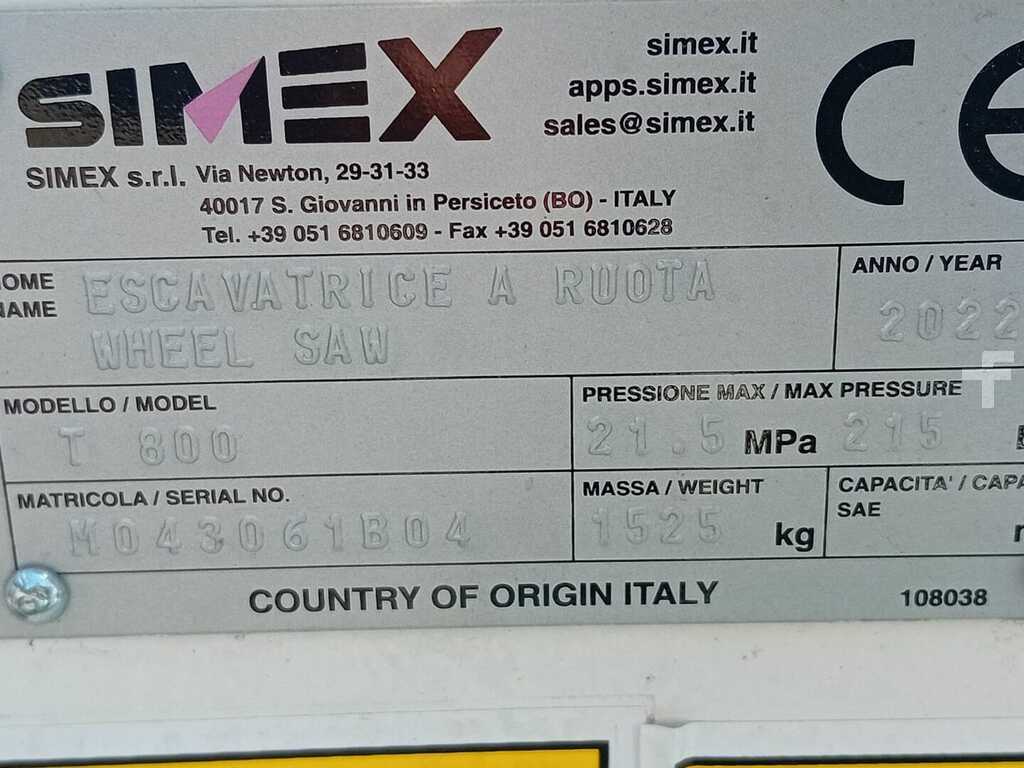 SIMEX
simex.it
apps.simex.it
sales@simex.it
CE
SIMEX s.r.l. Via Newton, 29-31-33
40017 S. Giovanni in Persiceto (BO) - ITALY
Tel. +39 051 6810609 - Fax +39 051 6810628
NOME
NAME
ESCAVATRICE A RUOTA
WHEEL SAW
ANNO / YEAR
2022
MODELLO / MODEL
T 800
PRESSIONE MAX / MAX PRESSURE
21.5 MPa 215
MATRICOLA / SERIAL NO.
M043061B04
MASSA / WEIGHT
1525 kg
CAPACITA' /
SAE
COUNTRY OF ORIGIN ITALY
108038